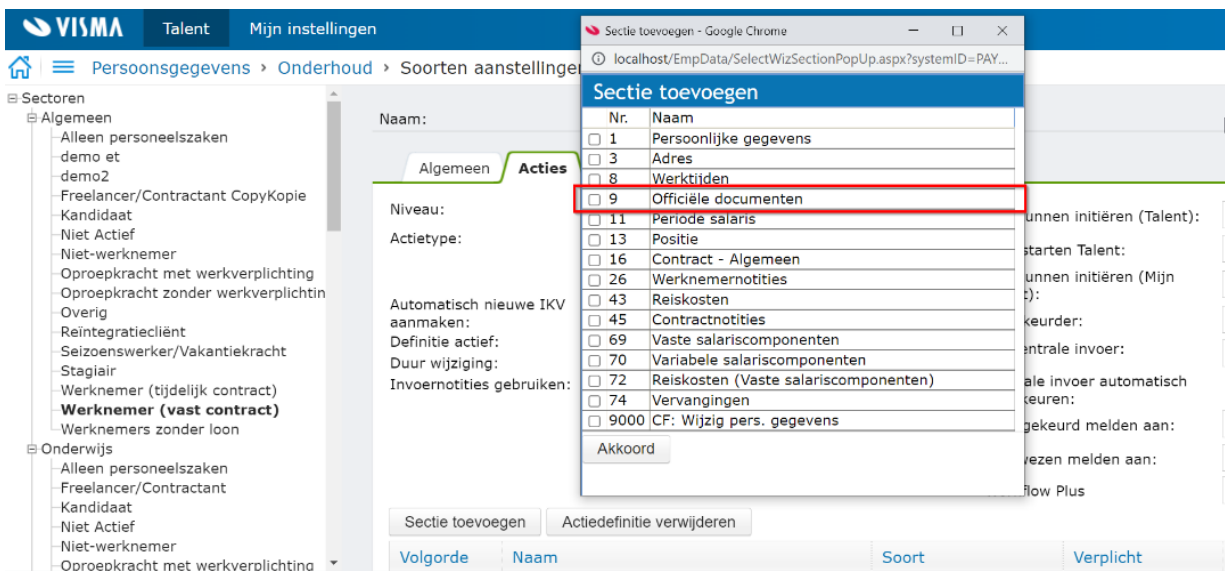 VISMA Talent Mijn instellingen
Persoonsgegevens › Onderhoud › Soorten aanstellingen
Sectoren
Algemeen
Alleen personeelszaken
demo et
demo2
Freelancer/Contractant CopyKopie
Kandidaat
Niet Actief
Niet-werknemer
Oproepkracht met werkverplichting
Oproepkracht zonder werkverplichtin
Overig
Reïntegratiecliënt
Seizoenswerker/Vakantiekracht
Stagiair
Werknemer (tijdelijk contract)
Werknemer (vast contract)
Werknemers zonder loon
Onderwijs
Alleen personeelszaken
Freelancer/Contractant
Kandidaat
Niet Actief
Niet-werknemer
Oproepkracht met werkverplichting
Naam:
Algemeen Acties
Niveau:
Actietype:
Automatisch nieuwe IKV
aanmaken:
Definitie actief:
Duur wijziging:
Invoernotities gebruiken:
Sectie toevoegen - Google Chrome
localhost/EmpData/SelectWizSectionPopUp.aspx?systemID=PAY...
Sectie toevoegen
Nr. Naam
1 Persoonlijke gegevens
3 Adres
8 Werktijden
9 Officiële documenten
11 Periode salaris
13 Positie
16 Contract - Algemeen
26 Werknemernotities
43 Reiskosten
45 Contractnotities
69 Vaste salariscomponenten
70 Variabele salariscomponenten
72 Reiskosten (Vaste salariscomponenten)
74 Vervangingen
9000 CF: Wijzig pers. gegevens
Akkoord
unnen initiëren (Talent):
starten Talent:
unnen initiëren (Mijn
t):
keurder:
entrale invoer:
ale invoer automatisch
keuren:
gekeurd melden aan:
wezen melden aan:
flow Plus
Sectie toevoegen Actiedefinitie verwijderen
Volgorde Naam Soort Verplicht